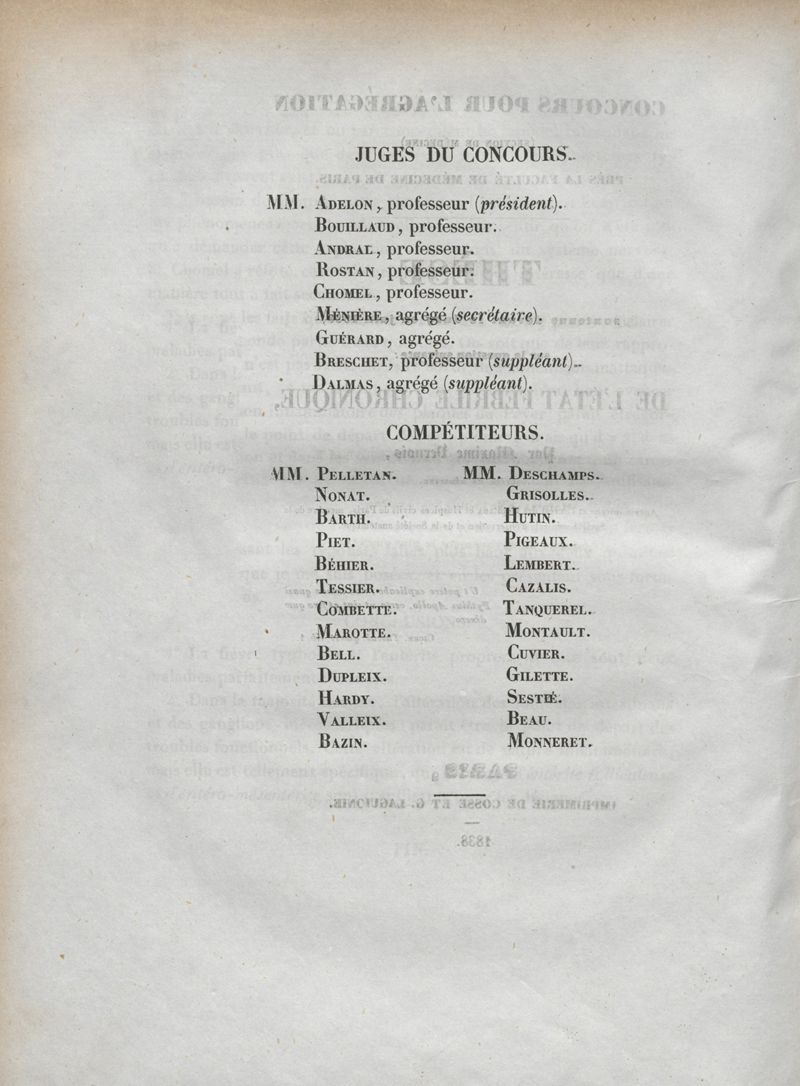 JUGES DU CONCOURS.
MM. ADELON, professeur (président).
BOUILLAUD, professeur.
ANDRAL, professeur.
ROSTAN, professeur.
CHOMEL, professeur.
MÉNIÈRE, agrégé (secrétaire).
GUÉRARD, agrégé.
BRESCHET, professeur (suppléant).
DALMAS, agrégé (suppléant).
COMPÉTITEURS.
MM. PELLETAN. MM. DESCHAMPS.
NONAT. GRISOLLES.
BARTH. HUTIN.
PIET. PIGEAUX.
BÉHIER. LEMBERT.
TESSIER. CAZALIS.
COMBETTE. TANQUEREL.
MAROTTE. MONTAULT.
BELL. CUVIER.
DUPLEIX. GILETTE.
HARDY. SESTIÉ.
VALLEIX. BEAU.
BAZIN. MONNERET.